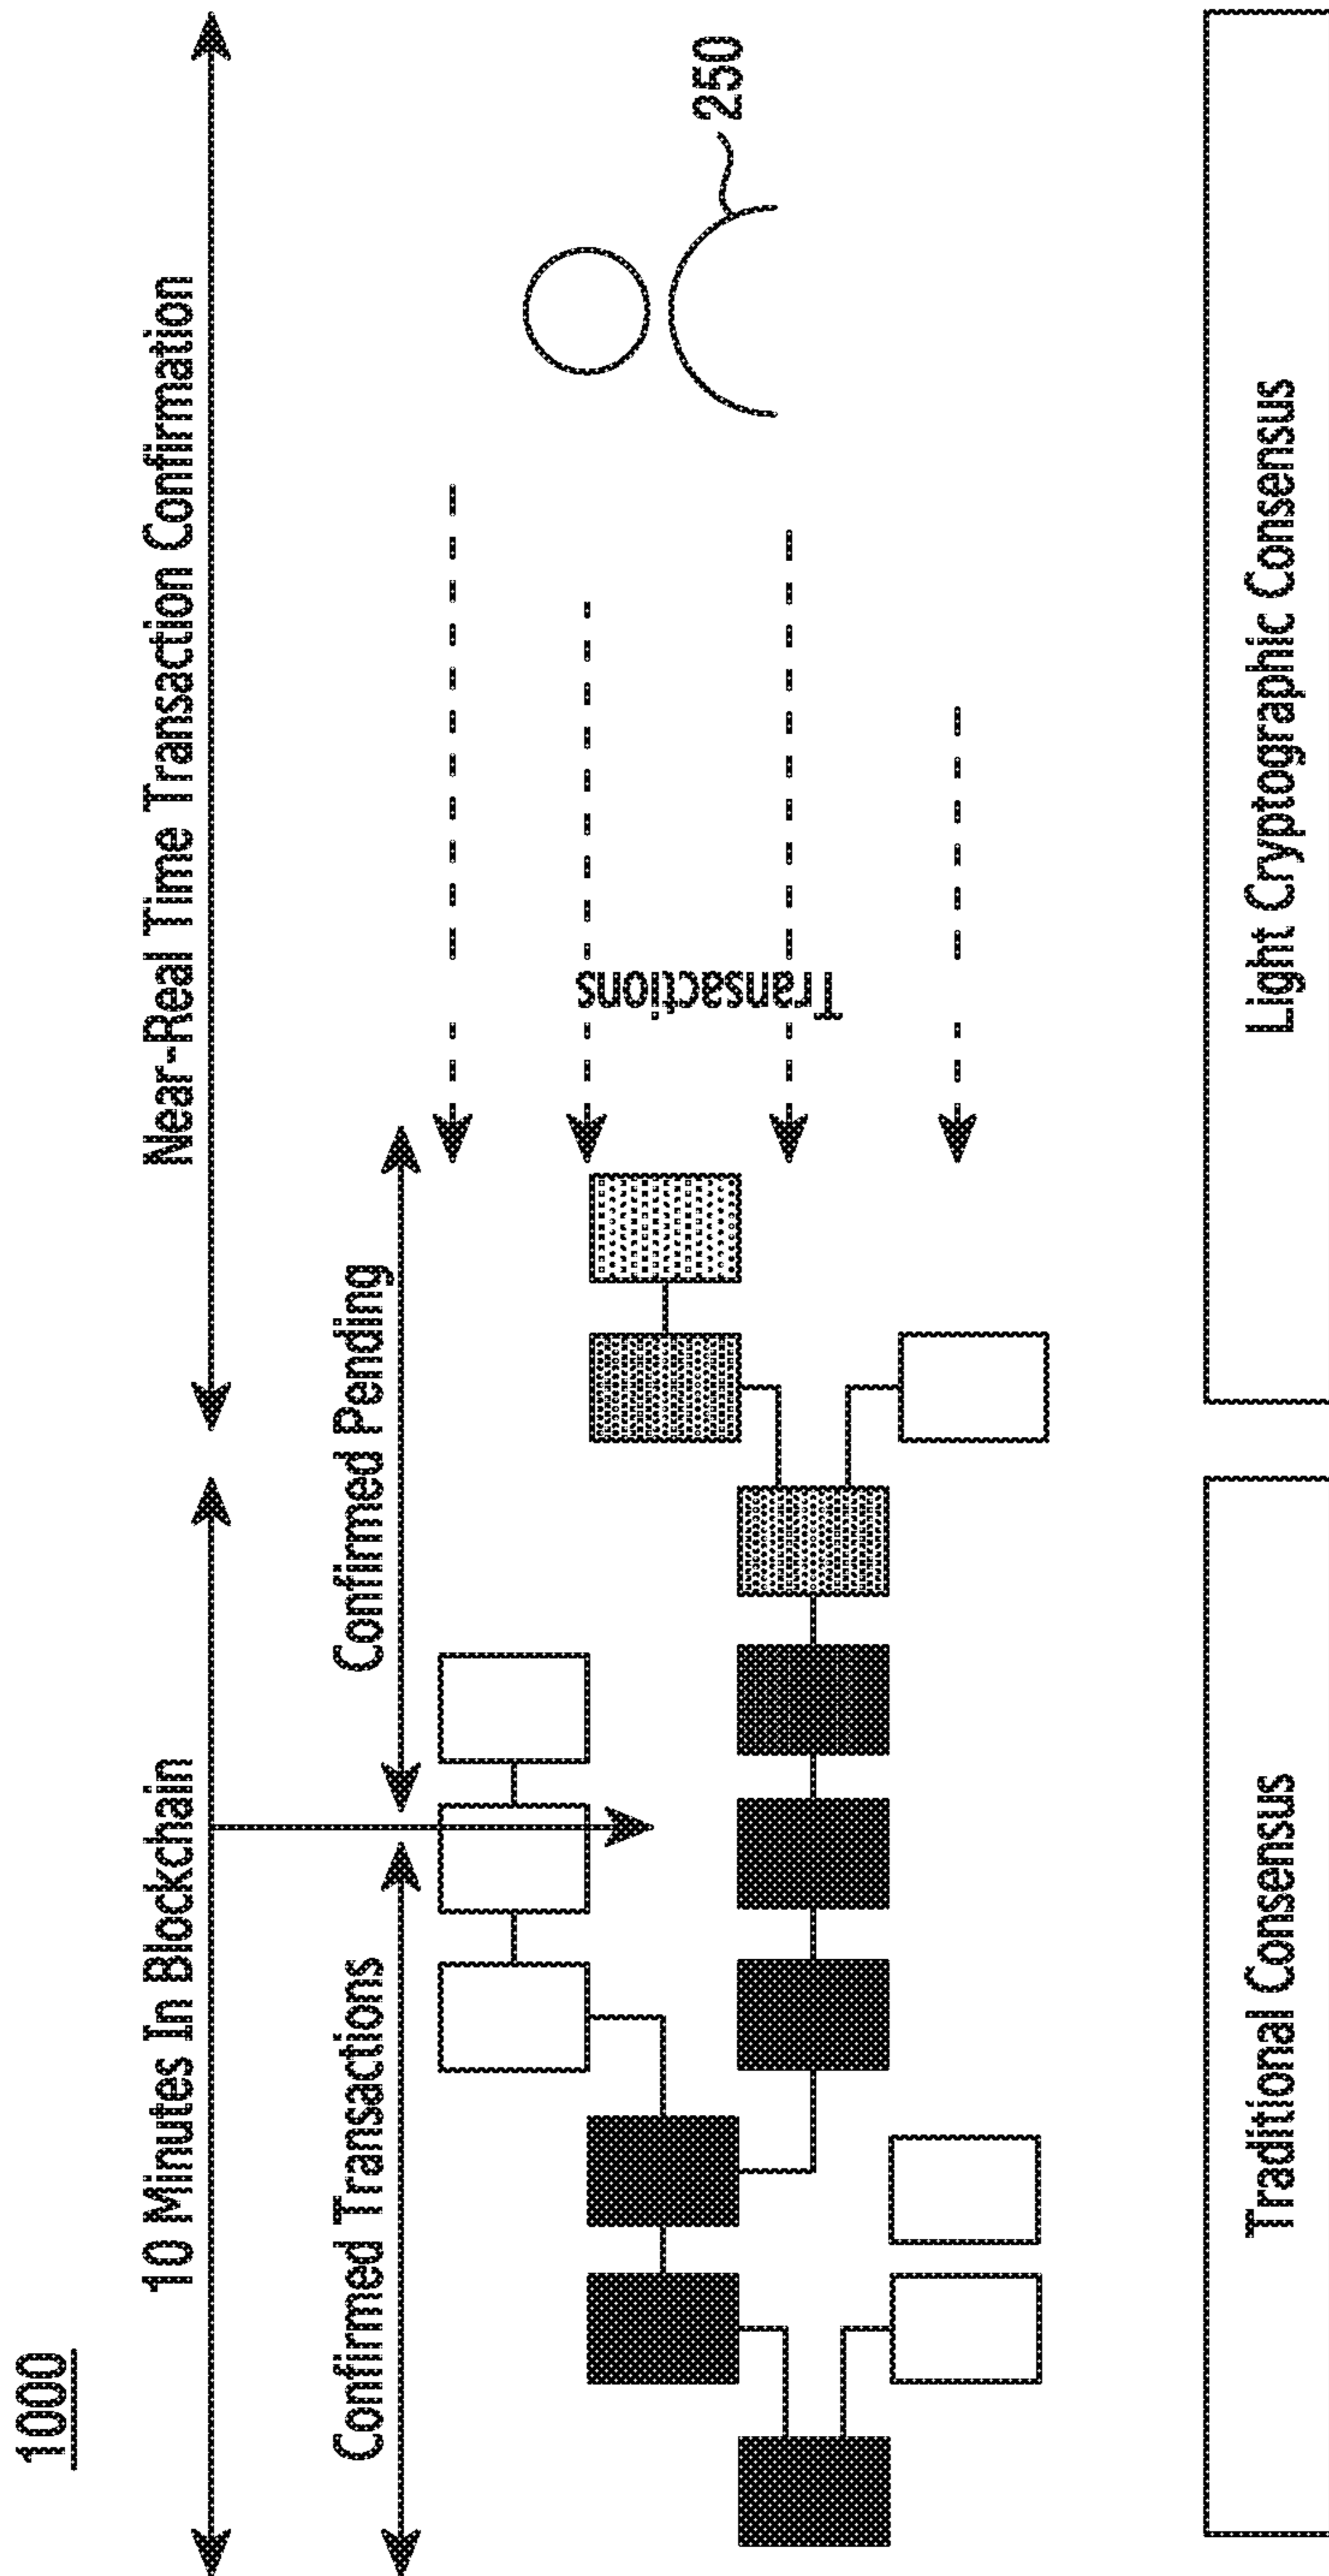 1000
10 Minutes In Blockchain
Near-Real Time Transaction Confirmation
Confirmed Transactions
Confirmed Pending
Transactions
250
Traditional Consensus
Light Cryptographic Consensus